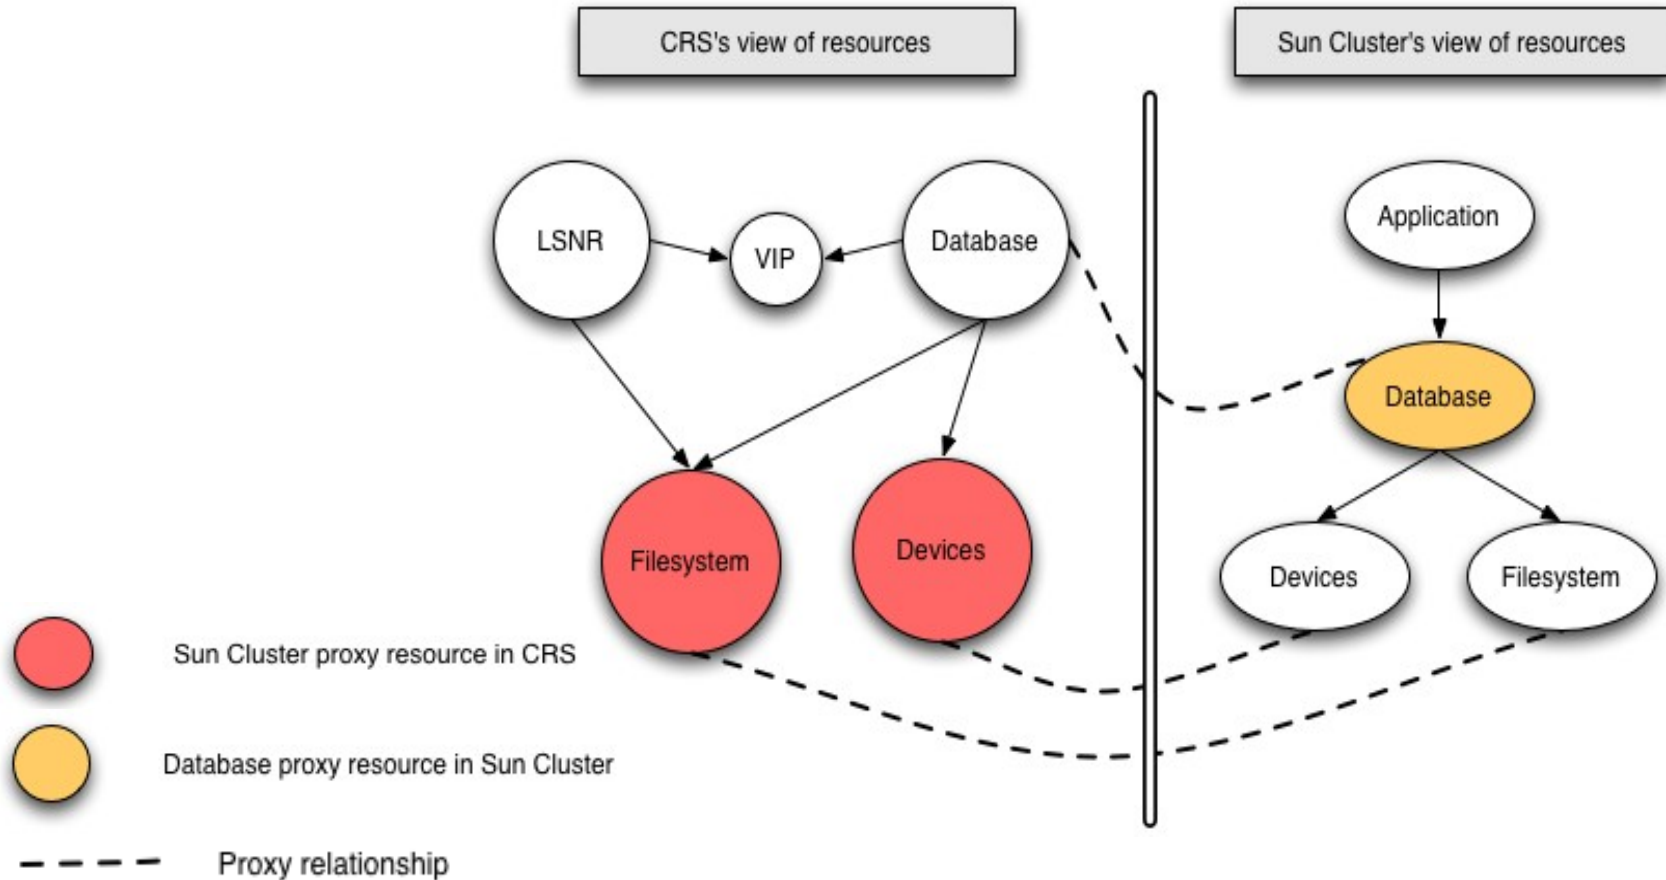 CRS's view of resources
Sun Cluster's view of resources
LSNR
VIP
Database
Application
Database
Filesystem
Devices
Devices
Filesystem
Sun Cluster proxy resource in CRS
Database proxy resource in Sun Cluster
Proxy relationship